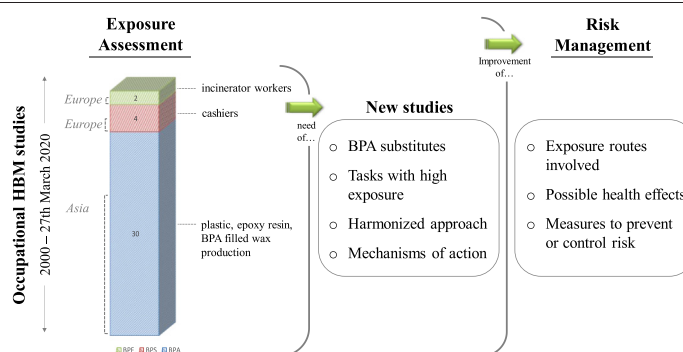 Exposure
Assessment
Occupational HBM studies
2000 – 27th March 2020
Europe
Europe
Asia
2
4
30
incinerator workers
cashiers
plastic, epoxy resin,
BPA filled wax
production
BPF BPS BPA
need
of…
New studies
o BPA substitutes
o Tasks with high
exposure
o Harmonized approach
o Mechanisms of action
Improvement
of…
Risk
Management
o Exposure routes
involved
o Possible health effects
o Measures to prevent
or control risk